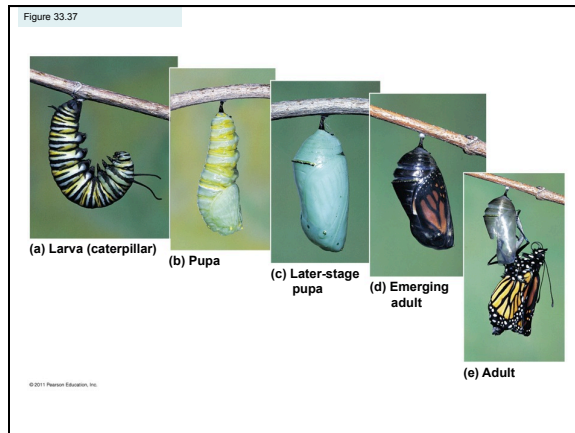 Figure 33.37
(a) Larva (caterpillar)
(b) Pupa
(c) Later-stage
pupa
(d) Emerging
adult
(e) Adult
© 2011 Pearson Education, Inc.